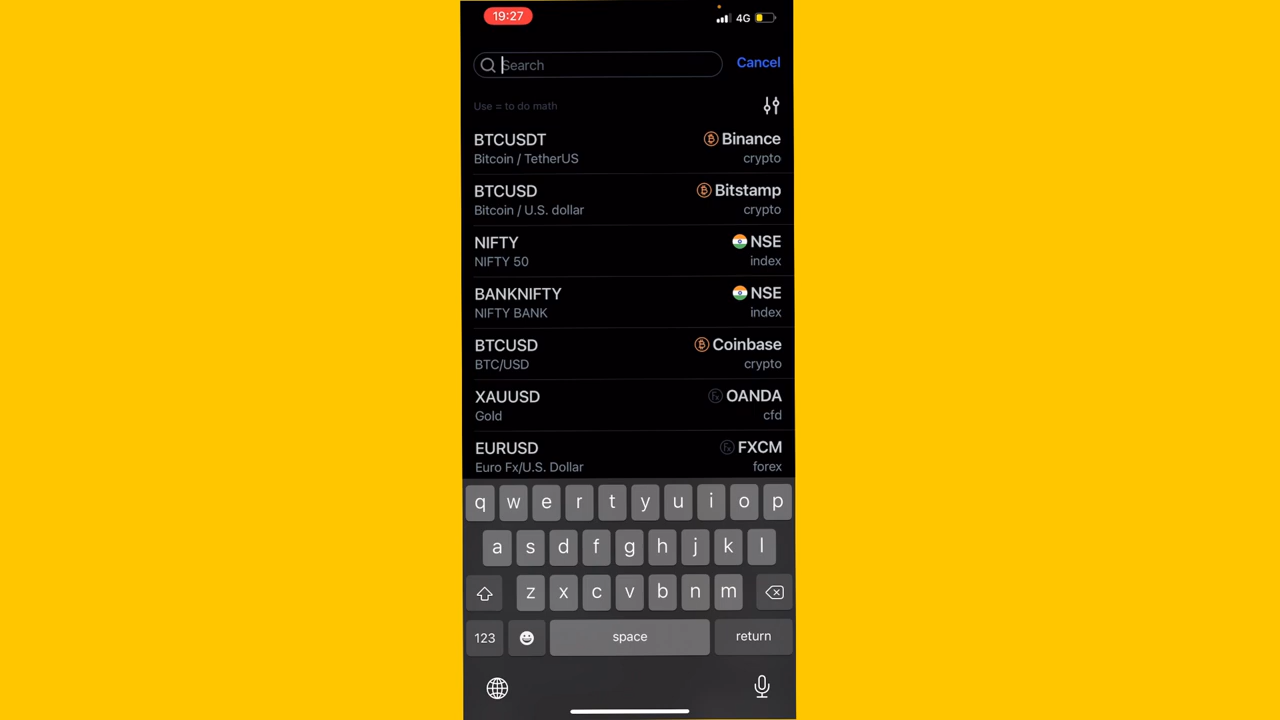 19:27
4G
Search
Cancel
Use = to do math
BTCUSDT
Binance
Bitcoin / TetherUS
crypto
BTCUSD
Bitstamp
Bitcoin / U.S. dollar
crypto
NIFTY
NSE
NIFTY 50
index
BANKNIFTY
NSE
NIFTY BANK
index
BTCUSD
Coinbase
BTC/USD
crypto
XAUUSD
OANDA
Gold
cfd
EURUSD
FXCM
Euro Fx/U.S. Dollar
forex
q w e r t y u i o p
a s d f g h j k l
z x c v b n m
123
space
return